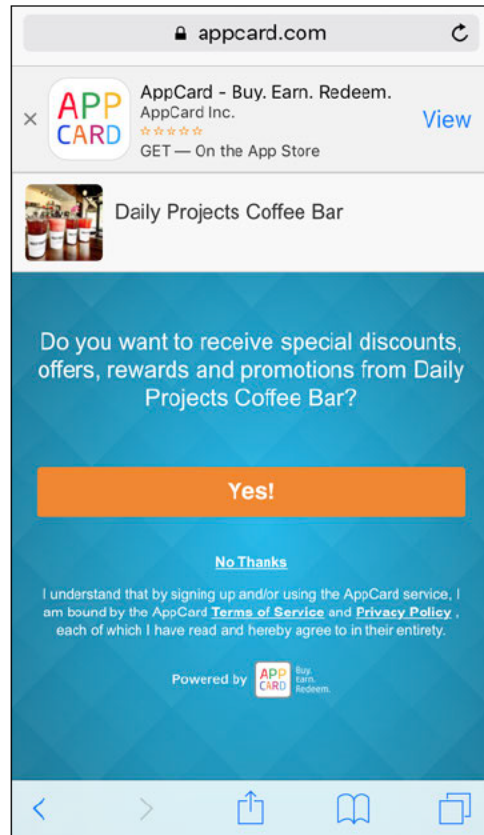 appcard.com
APP
CARD
AppCard - Buy. Earn. Redeem.
AppCard Inc.
GET — On the App Store
View
Daily Projects Coffee Bar
Do you want to receive special discounts,
offers, rewards and promotions from Daily
Projects Coffee Bar?
Yes!
No Thanks
I understand that by signing up and/or using the AppCard service, I
am bound by the AppCard Terms of Service and Privacy Policy ,
each of which I have read and hereby agree to in their entirety.
Powered by
APP
CARD
Buy.
Earn.
Redeem.